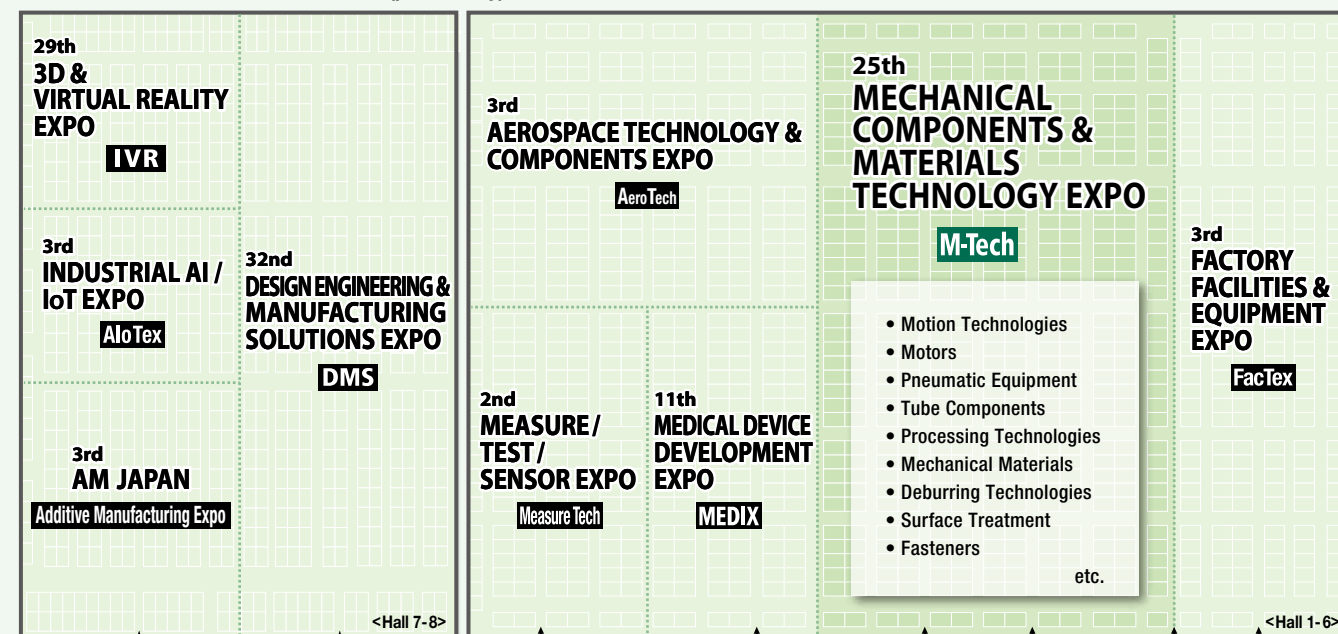 29th
3D &
VIRTUAL REALITY
EXPO
IVR
3rd
INDUSTRIAL AI /
IoT EXPO
AIoTex
3rd
AM JAPAN
Additive Manufacturing Expo
32nd
DESIGN ENGINEERING &
MANUFACTURING
SOLUTIONS EXPO
DMS
<Hall 7-8>
3rd
AEROSPACE TECHNOLOGY &
COMPONENTS EXPO
AeroTech
2nd
MEASURE /
TEST /
SENSOR EXPO
Measure Tech
11th
MEDICAL DEVICE
DEVELOPMENT
EXPO
MEDIX
25th
MECHANICAL
COMPONENTS &
MATERIALS
TECHNOLOGY EXPO
M-Tech
• Motion Technologies
• Motors
• Pneumatic Equipment
• Tube Components
• Processing Technologies
• Mechanical Materials
• Deburring Technologies
• Surface Treatment
• Fasteners
etc.
3rd
FACTORY
FACILITIES &
EQUIPMENT
EXPO
FacTex
<Hall 1-6>